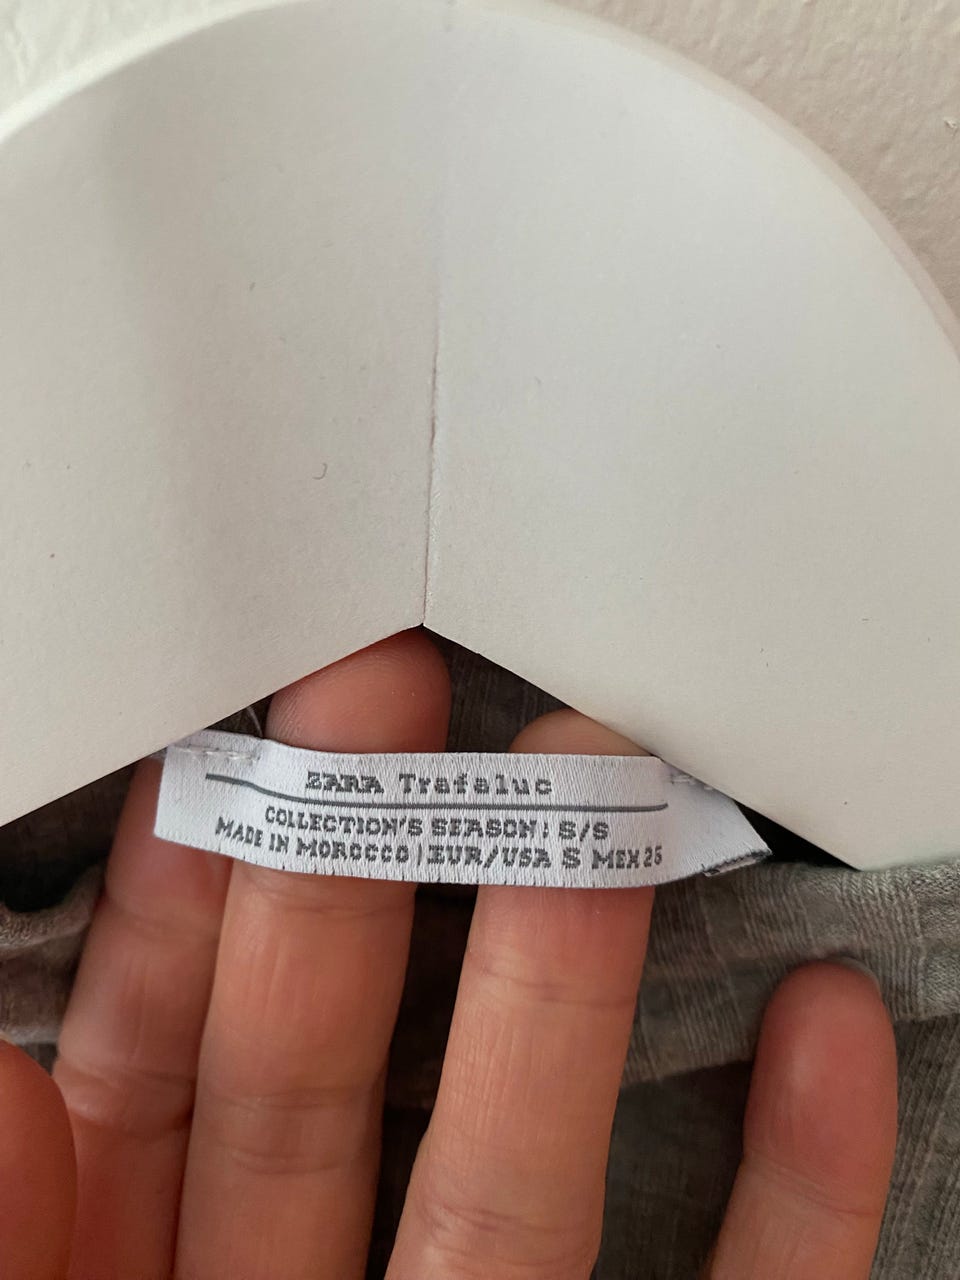 ZARA Trafaluc
COLLECTION'S SEASON: S/S
MADE IN MOROCCO | EUR/USA S MEX 26